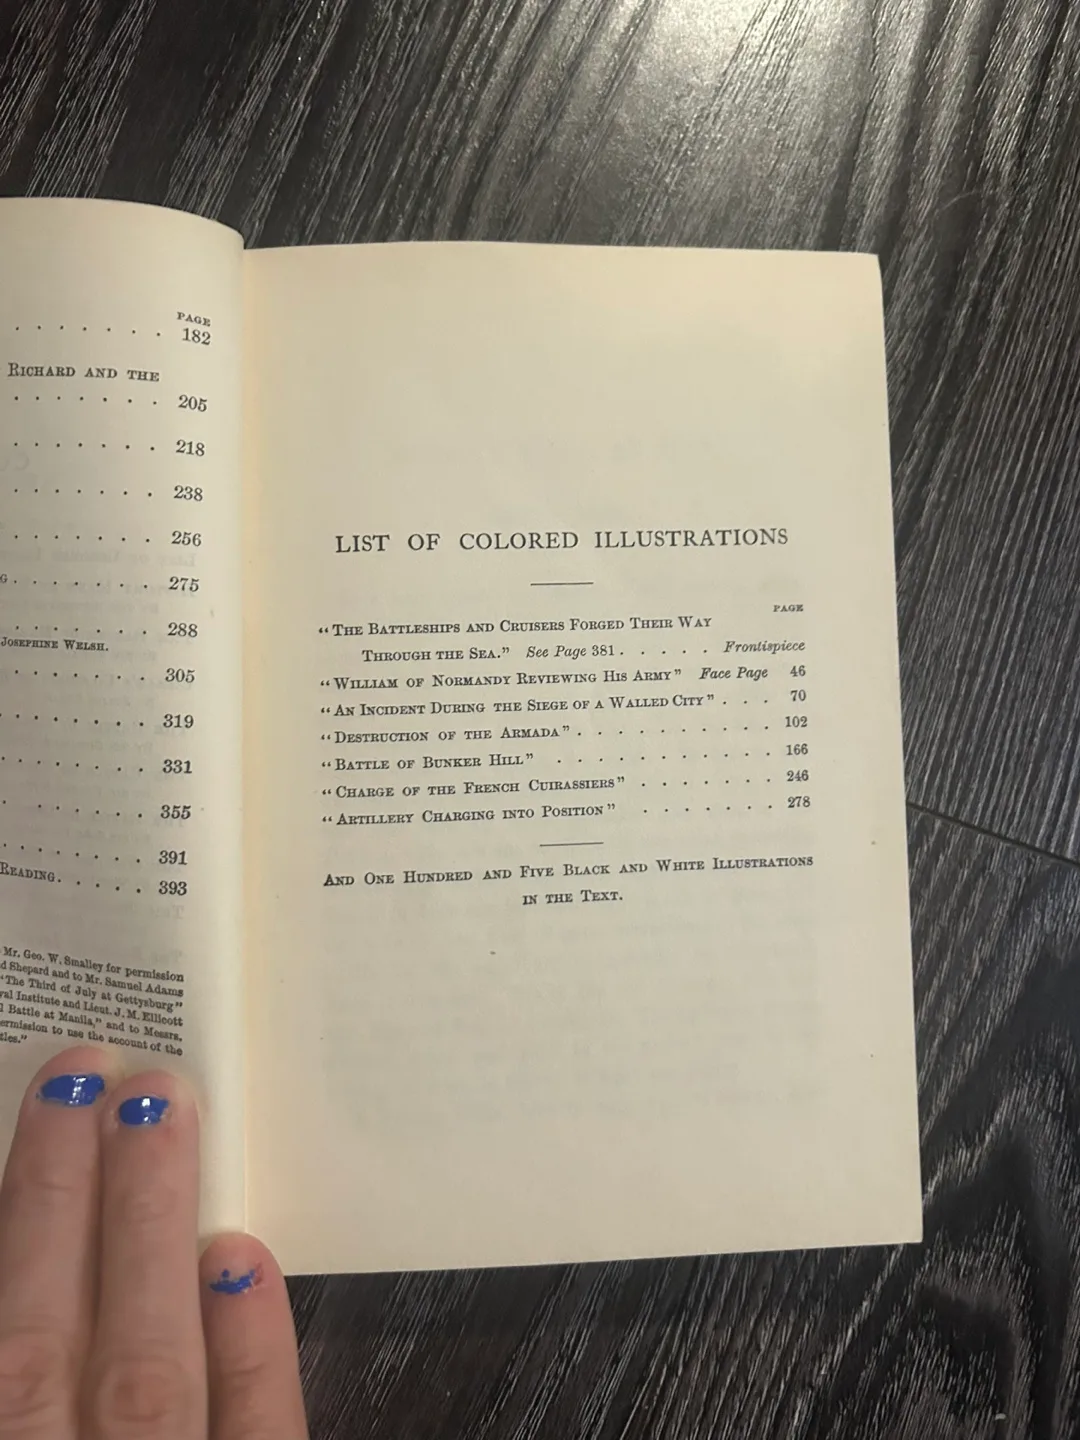 PAGE
. . . . . . . 182
RICHARD AND THE
. . . . . . . 205
. . . . . . . 218
. . . . . . . 238
. . . . . . . 256
G . . . . . . . 275
. . . . . . . 288
JOSEPHINE WELSH.
. . . . . . . 305
. . . . . . . . 319
. . . . . . . . 331
. . . . . . . 355
. . . . . . . . 391
READING. . . . . 393
Mr. Geo. W. Smalley for permission
d Shepard and to Mr. Samuel Adams
"The Third of July at Gettysburg"
val Institute and Lieut. J. M. Ellicott
l Battle at Manila," and to Messrs.
ermission to use the account of the
tles."
LIST OF COLORED ILLUSTRATIONS
PAGE
"THE BATTLESHIPS AND CRUISERS FORGED THEIR WAY
THROUGH THE SEA." See Page 381 . . . . . Frontispiece
"WILLIAM OF NORMANDY REVIEWING HIS ARMY" Face Page 46
"AN INCIDENT DURING THE SIEGE OF A WALLED CITY" . . . 70
"DESTRUCTION OF THE ARMADA" . . . . . . . . . 102
"BATTLE OF BUNKER HILL" . . . . . . . . . . . 166
"CHARGE OF THE FRENCH CUIRASSIERS" . . . . . . . 246
"ARTILLERY CHARGING INTO POSITION" . . . . . . . 278
AND ONE HUNDRED AND FIVE BLACK AND WHITE ILLUSTRATIONS
IN THE TEXT.